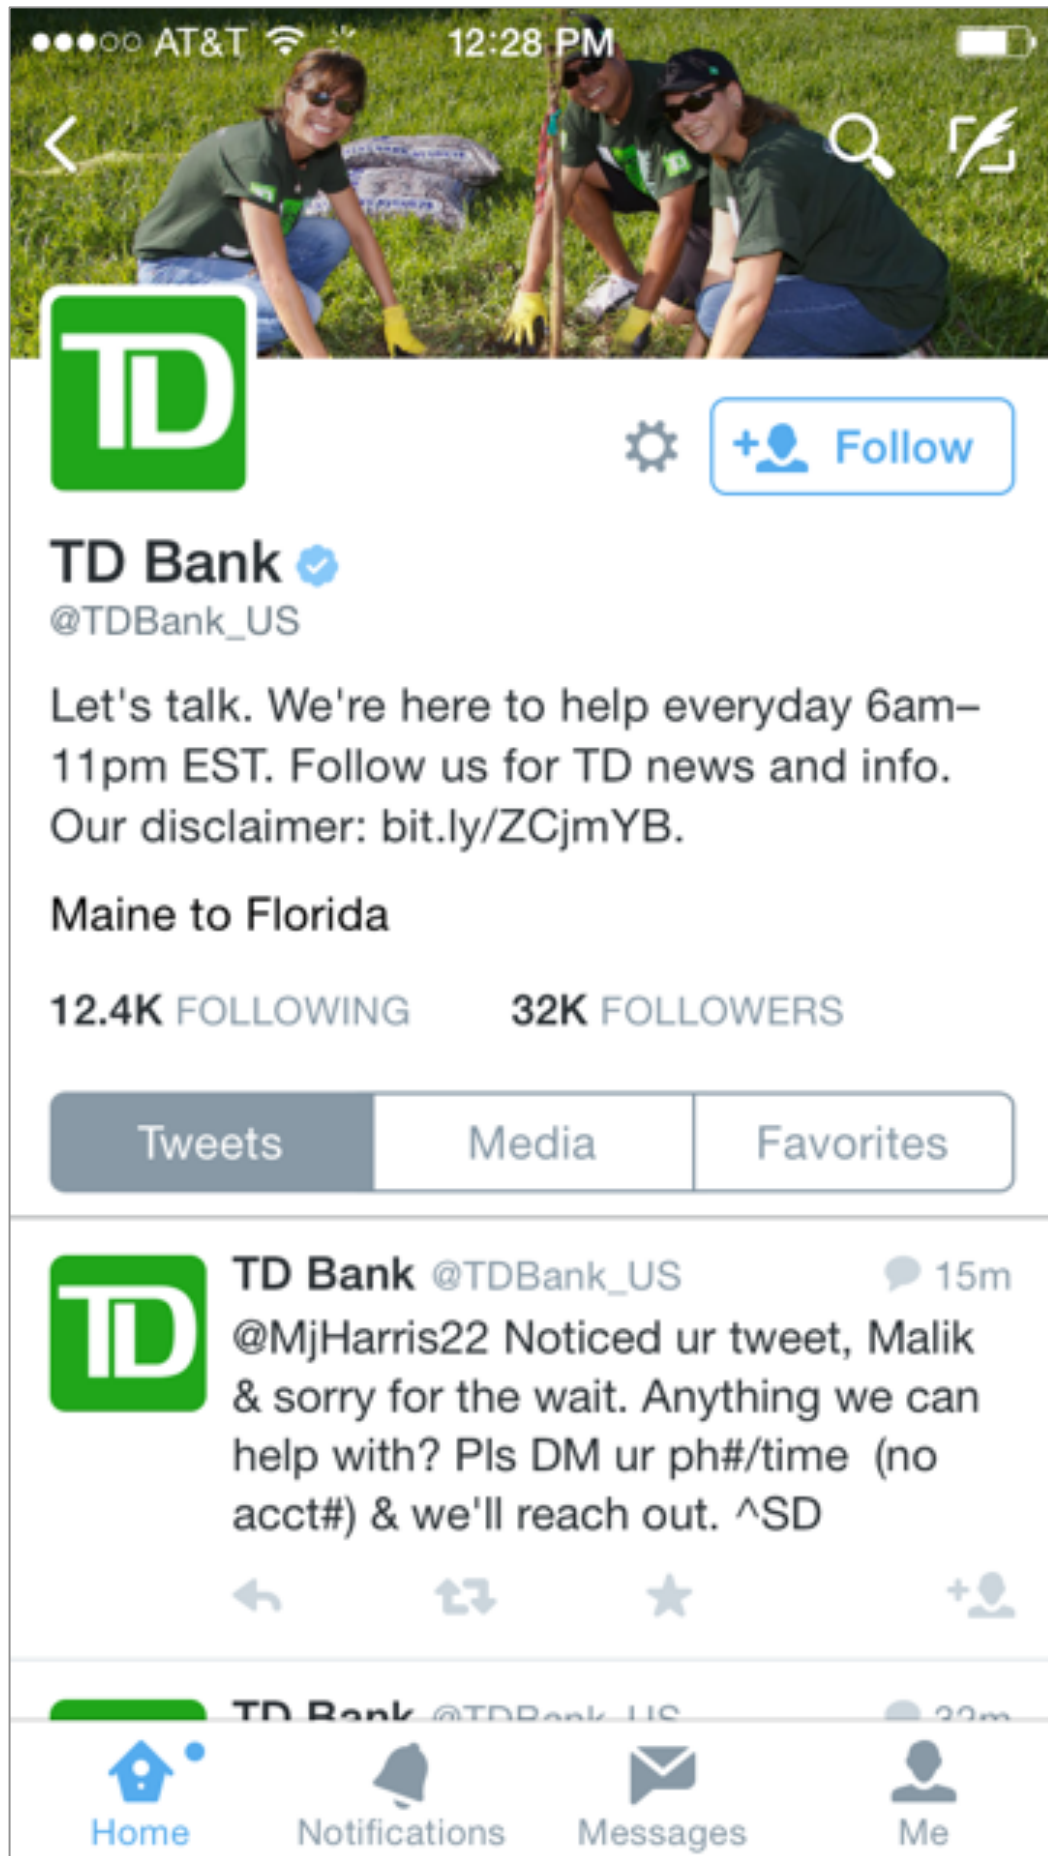 AT&T 12:28 PM
TD
Follow
TD Bank
@TDBank_US
Let's talk. We're here to help everyday 6am–
11pm EST. Follow us for TD news and info.
Our disclaimer: bit.ly/ZCjmYB.
Maine to Florida
12.4K FOLLOWING 32K FOLLOWERS
Tweets Media Favorites
TD
TD Bank @TDBank_US 15m
@MjHarris22 Noticed ur tweet, Malik
& sorry for the wait. Anything we can
help with? Pls DM ur ph#/time (no
acct#) & we'll reach out. ^SD
TD Bank @TDBank_US 32m
Home Notifications Messages Me